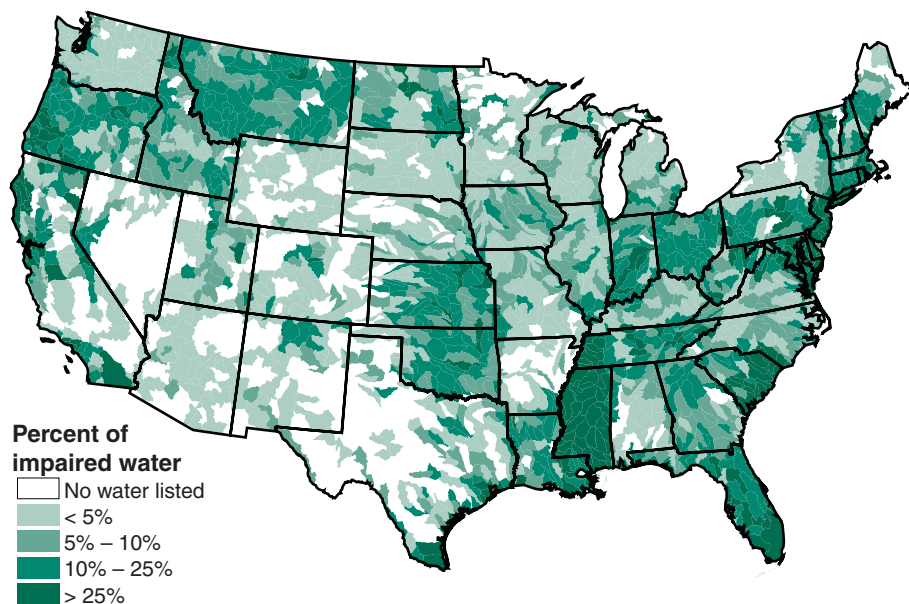 Percent of
impaired water
No water listed
< 5%
5% – 10%
10% – 25%
> 25%